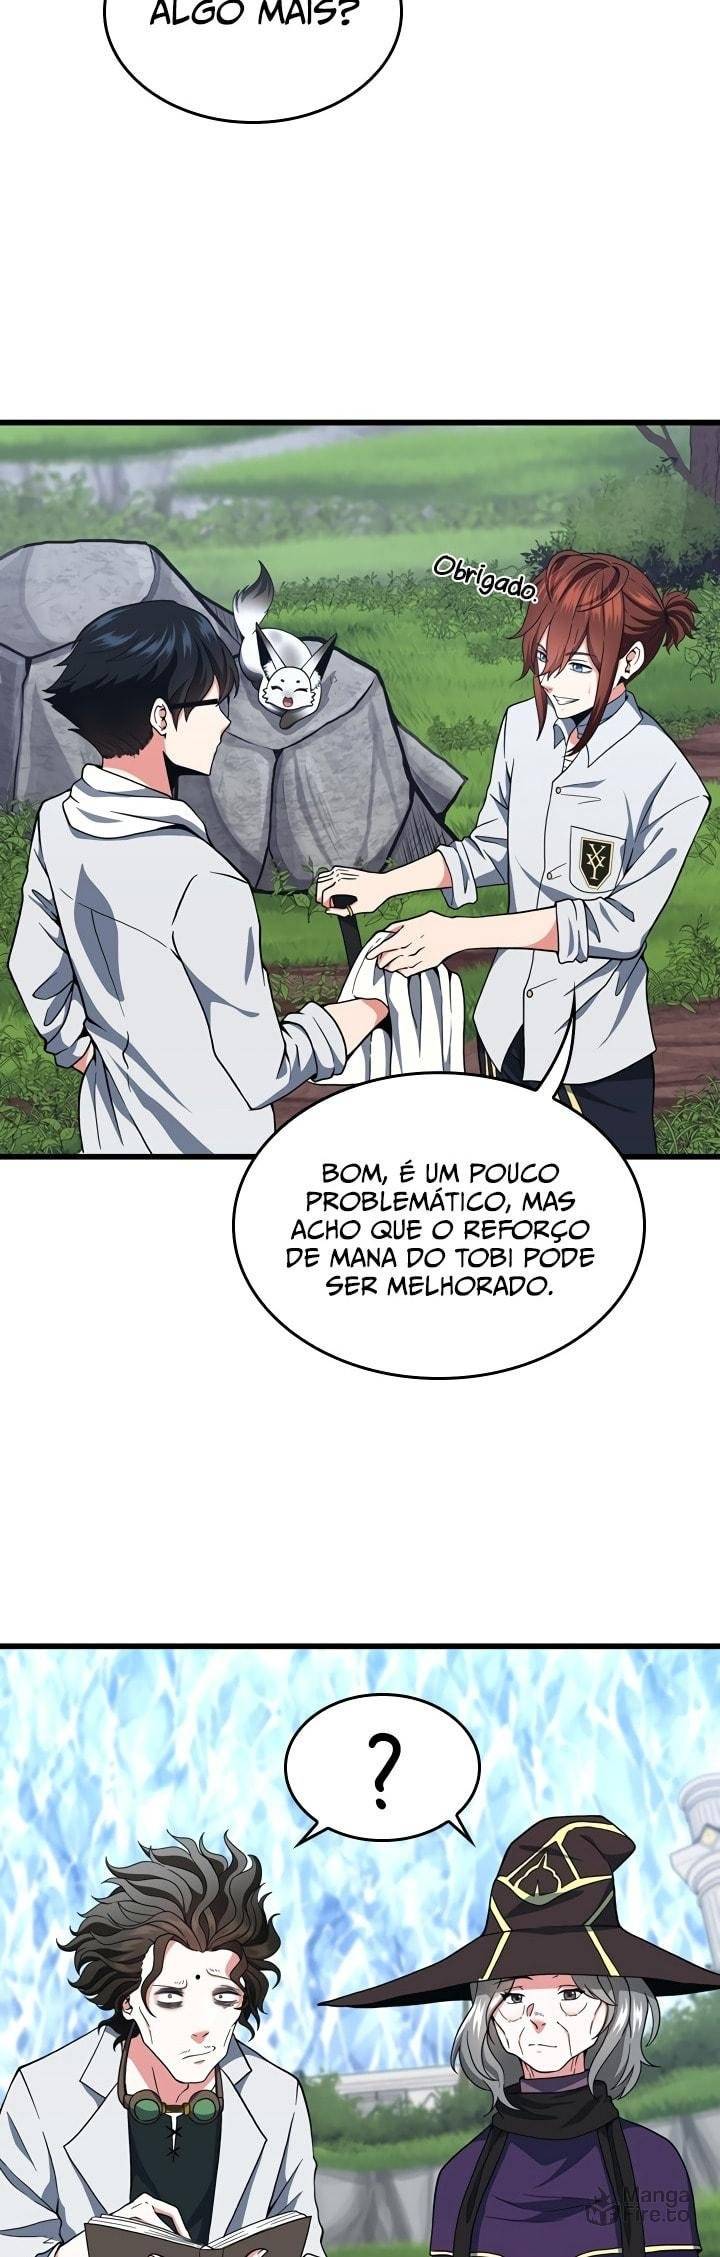 ALGO MAIS?
Obrigado.
BOM, É UM POUCO
PROBLEMÁTICO, MAS
ACHO QUE O REFORÇO
DE MANA DO TOBI PODE
SER MELHORADO.
?
Manga
Fire.to